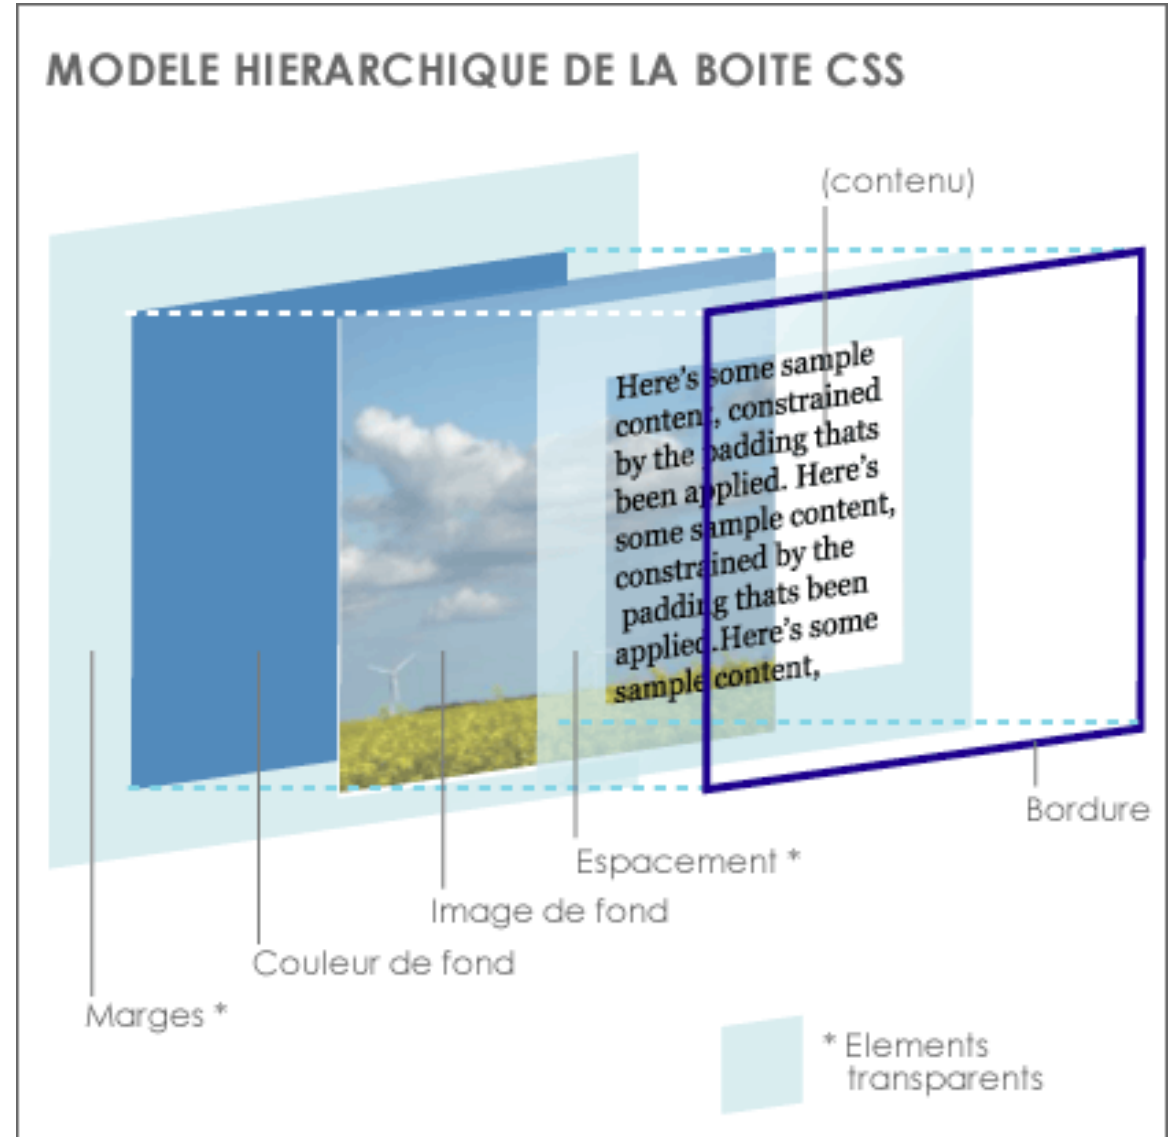 MODELE HIERARCHIQUE DE LA BOITE CSS
(contenu)
Here's some sample
content, constrained
by the padding thats
been applied. Here's
some sample content,
constrained by the
padding thats been
applied.Here's some
sample content,
Bordure
Espacement *
Image de fond
Couleur de fond
Marges *
* Elements
transparents